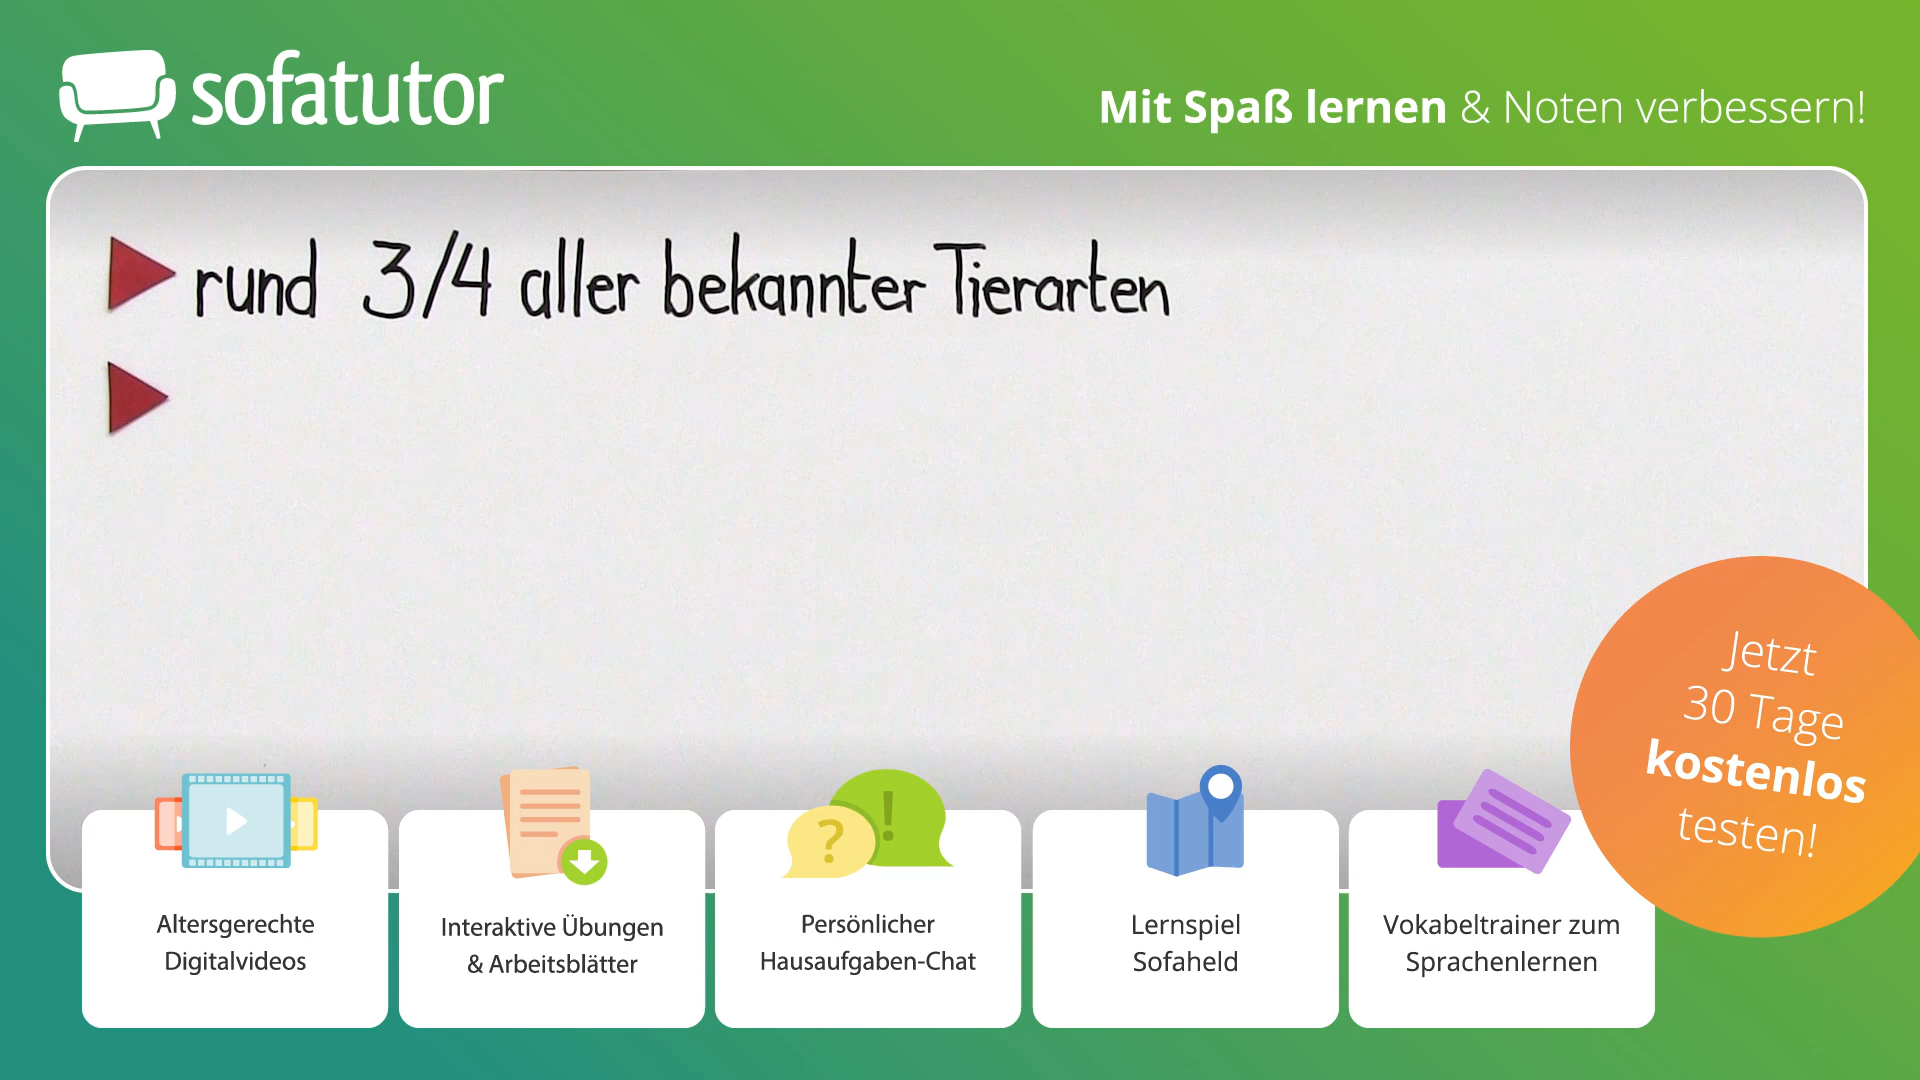 sofatutor
Mit Spaß lernen & Noten verbessern!
rund 3/4 aller bekannter Tierarten
Jetzt
30 Tage
kostenlos
testen!
Altersgerechte
Digitalvideos
Interaktive Übungen
& Arbeitsblätter
Persönlicher
Hausaufgaben-Chat
Lernspiel
Sofaheld
Vokabeltrainer zum
Sprachenlernen